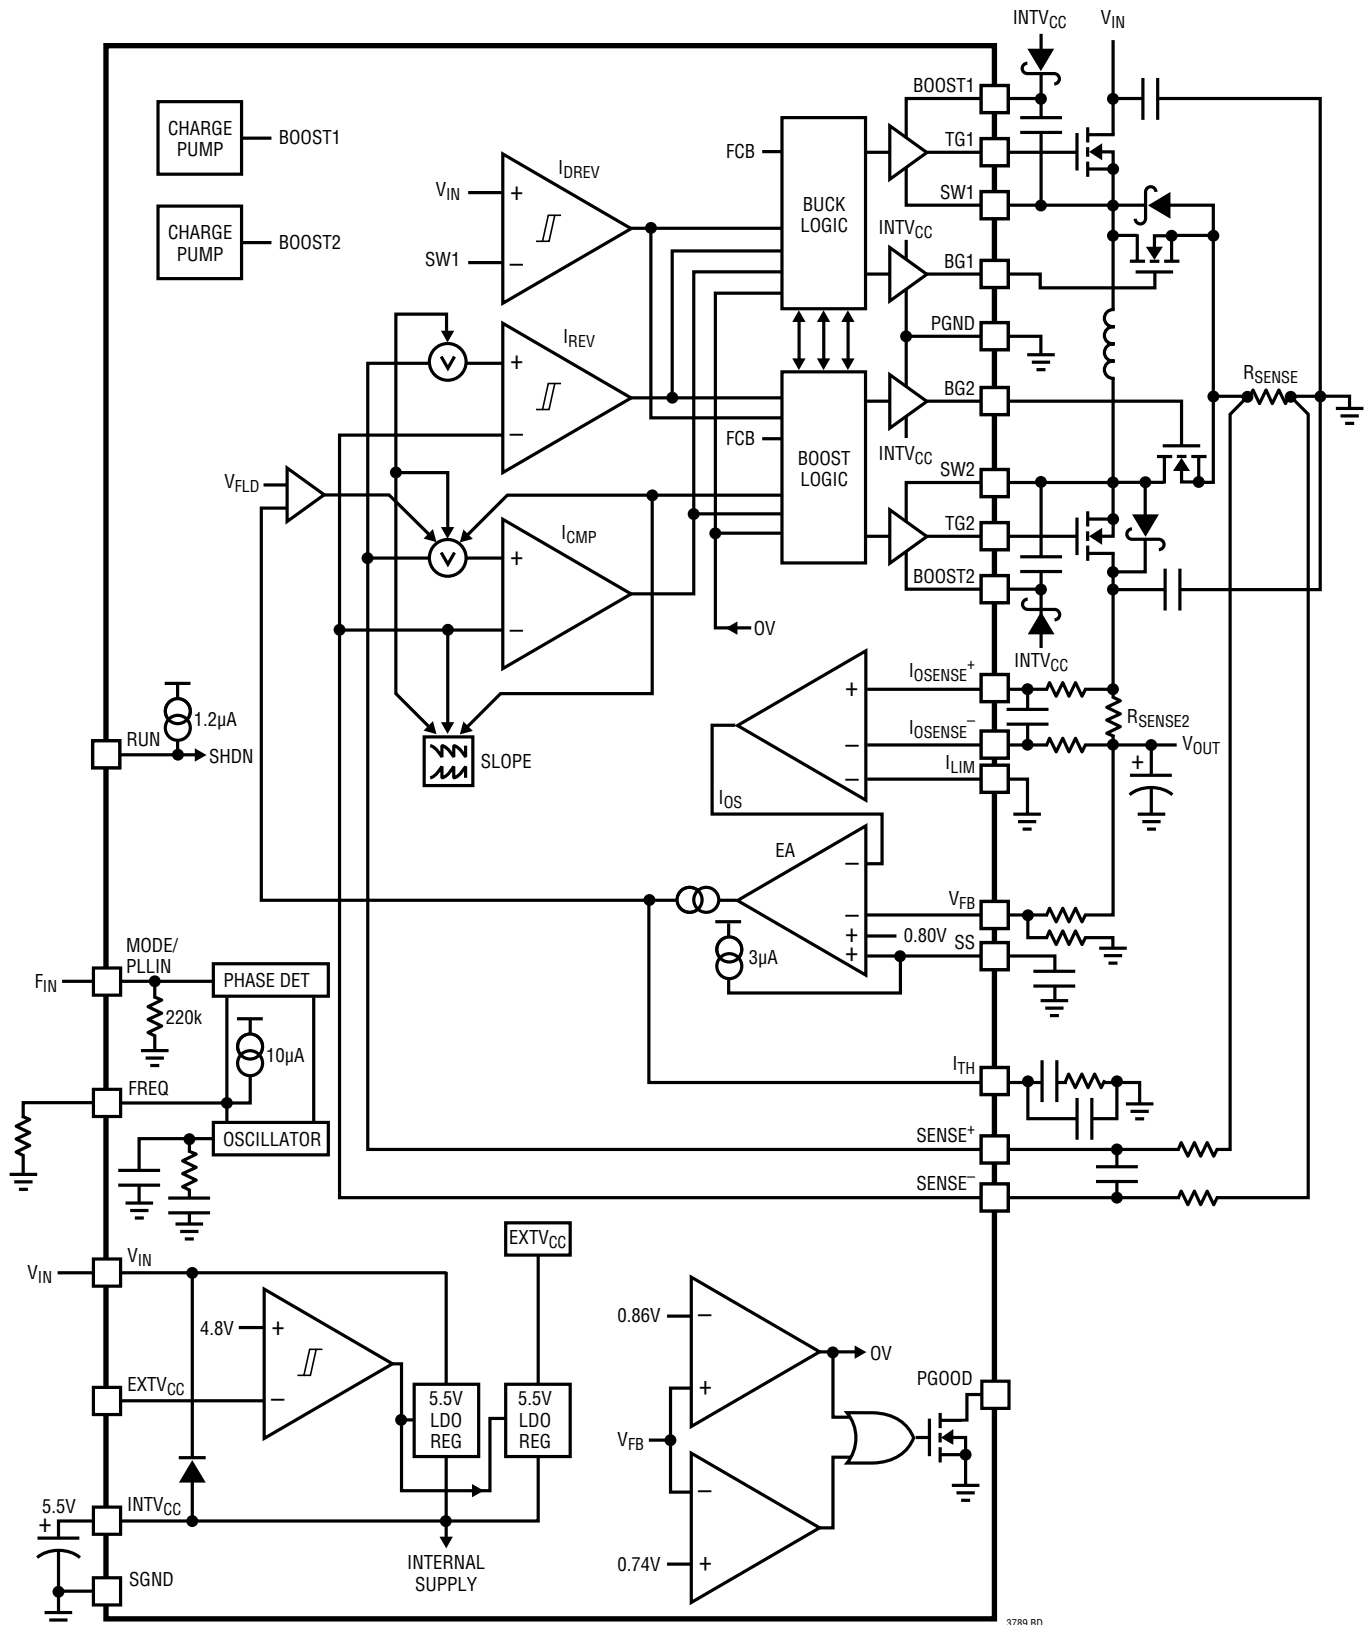 INTVCC
VIN
CHARGE
PUMP
BOOST1
CHARGE
PUMP
BOOST2
VIN
SW1
+
–
IDREV
FCB
BUCK
LOGIC
BOOST1
TG1
SW1
INTVCC
BG1
PGND
IREV
+
–
V
FCB
BOOST
LOGIC
BG2
INTVCC
SW2
TG2
BOOST2
INTVCC
RSENSE
VFLD
V
ICMP
+
–
OV
SLOPE
1.2µA
RUN
SHDN
IOSENSE+
IOSENSE–
ILIM
+
–
–
IOS
RSENSE2
VOUT
+
EA
–
–
+
+
0.80V
3µA
VFB
SS
MODE/
PLLIN
FIN
PHASE DET
220k
10µA
FREQ
OSCILLATOR
ITH
SENSE+
SENSE–
EXTVCC
VIN
VIN
4.8V
+
–
EXTVCC
5.5V
LDO
REG
5.5V
LDO
REG
5.5V
+
INTVCC
SGND
INTERNAL
SUPPLY
0.86V
–
+
OV
VFB
–
+
0.74V
PGOOD
3789 BD